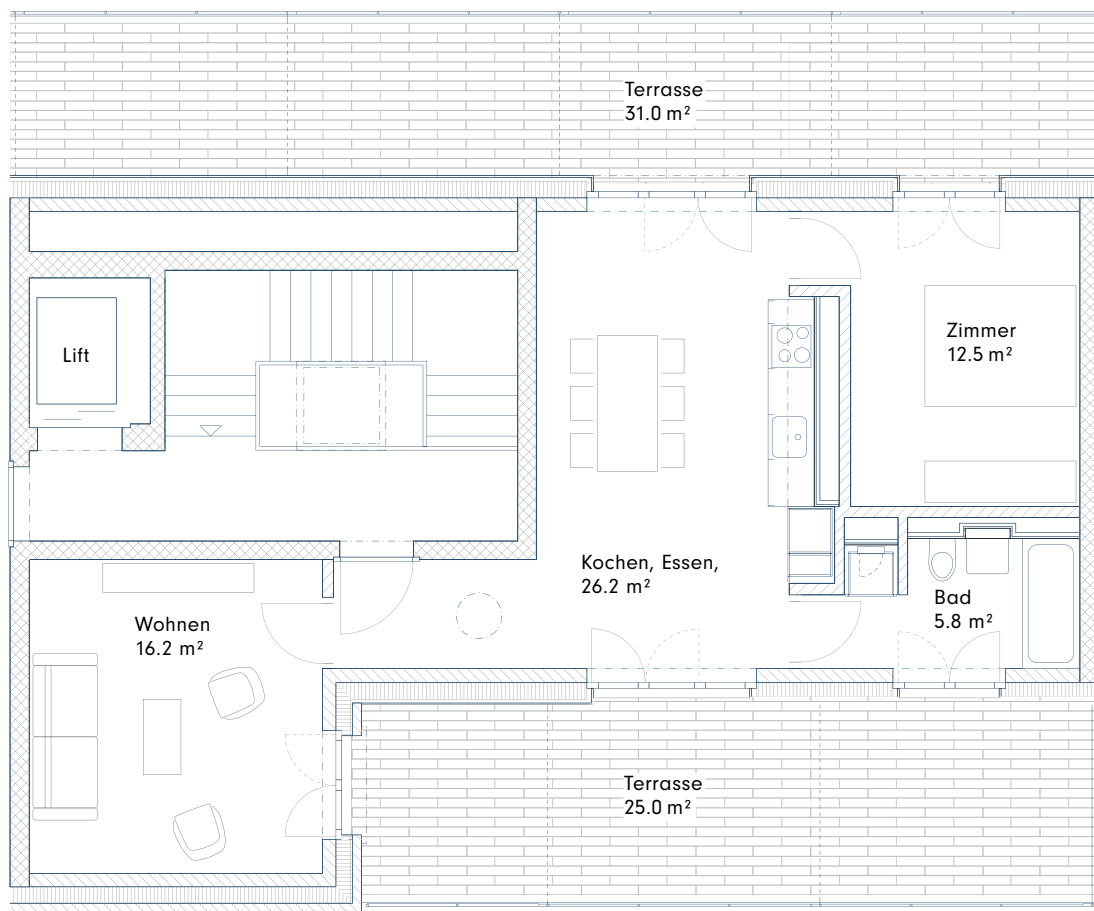 Terrasse
31.0 m²
Lift
Zimmer
12.5 m²
Kochen, Essen,
26.2 m²
Wohnen
16.2 m²
Bad
5.8 m²
Terrasse
25.0 m²